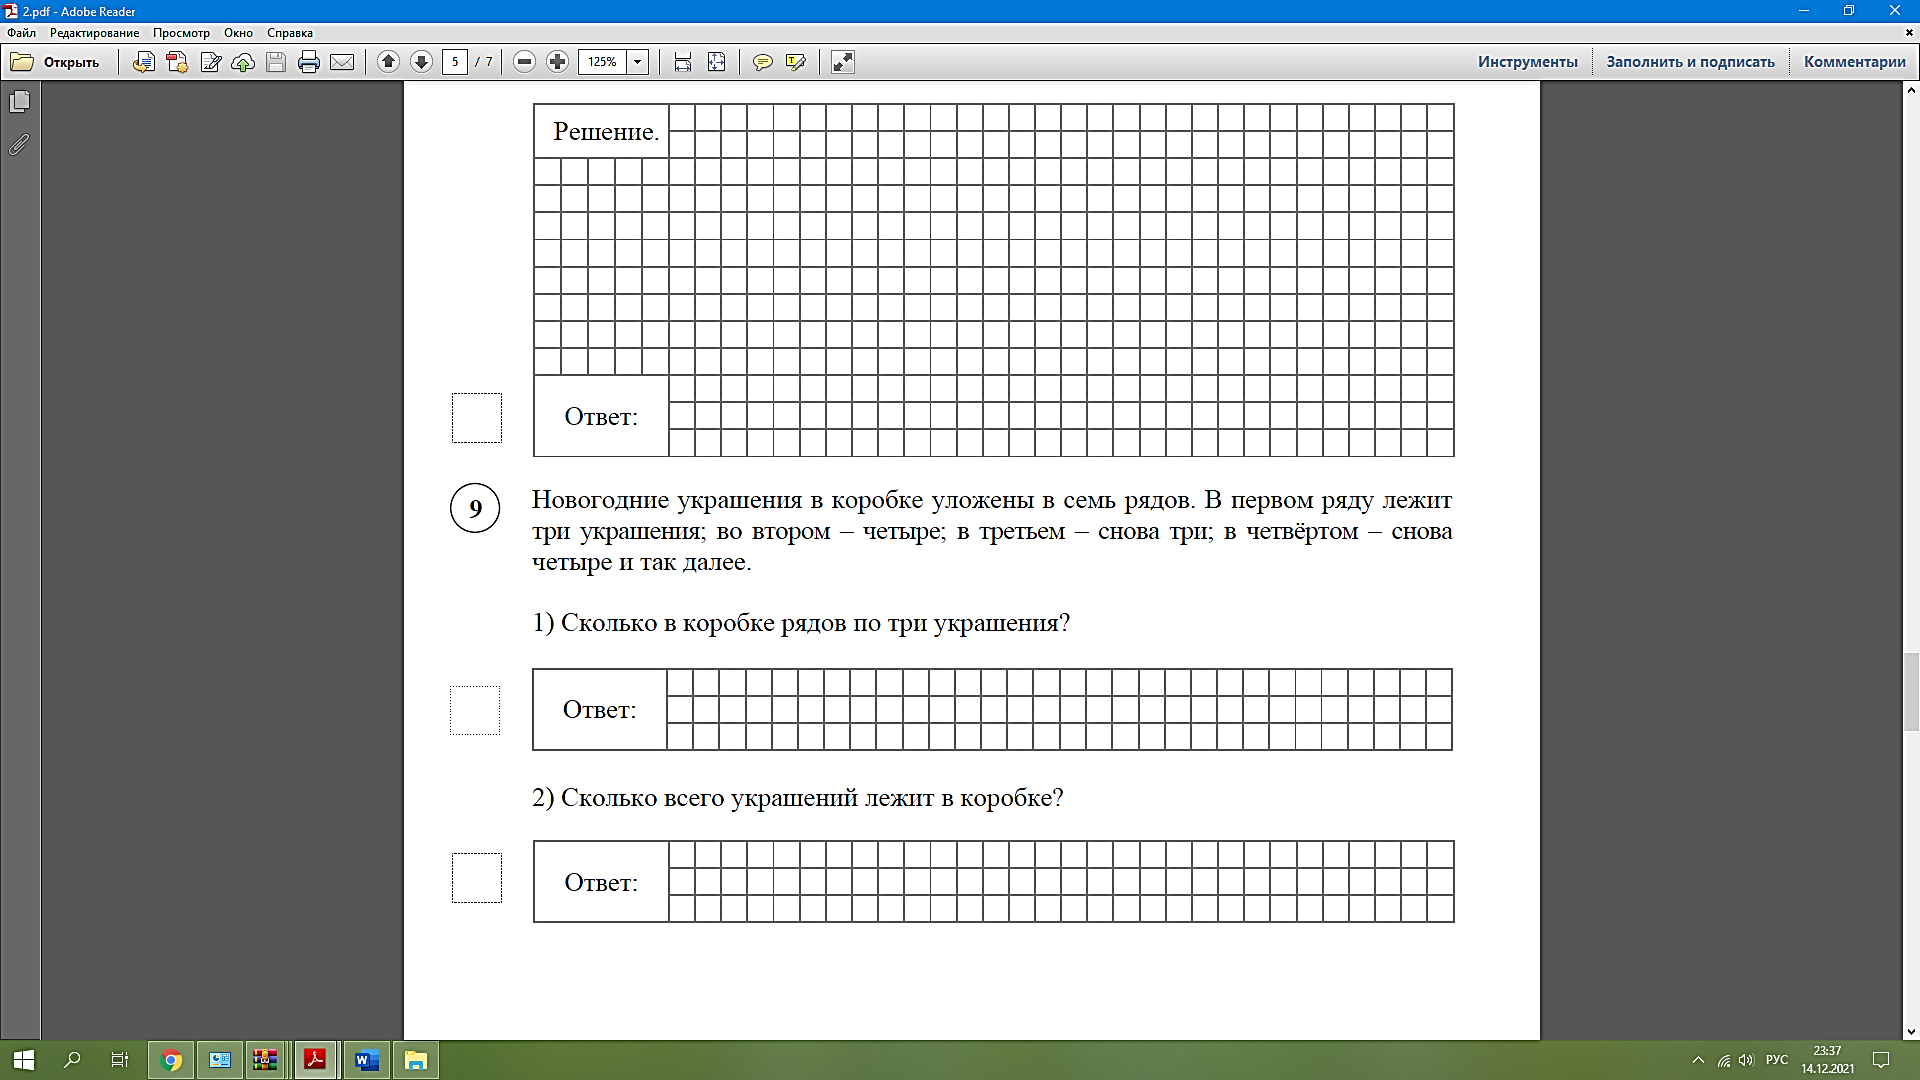 2.pdf - Adobe Reader
Файл Редактирование Просмотр Окно Справка
Открыть 5 / 7 125% Инструменты Заполнить и подписать Комментарии
Решение.
Ответ:
9 Новогодние украшения в коробке уложены в семь рядов. В первом ряду лежит
три украшения; во втором – четыре; в третьем – снова три; в четвёртом – снова
четыре и так далее.
1) Сколько в коробке рядов по три украшения?
Ответ:
2) Сколько всего украшений лежит в коробке?
Ответ:
РУС 23:37
14.12.2021